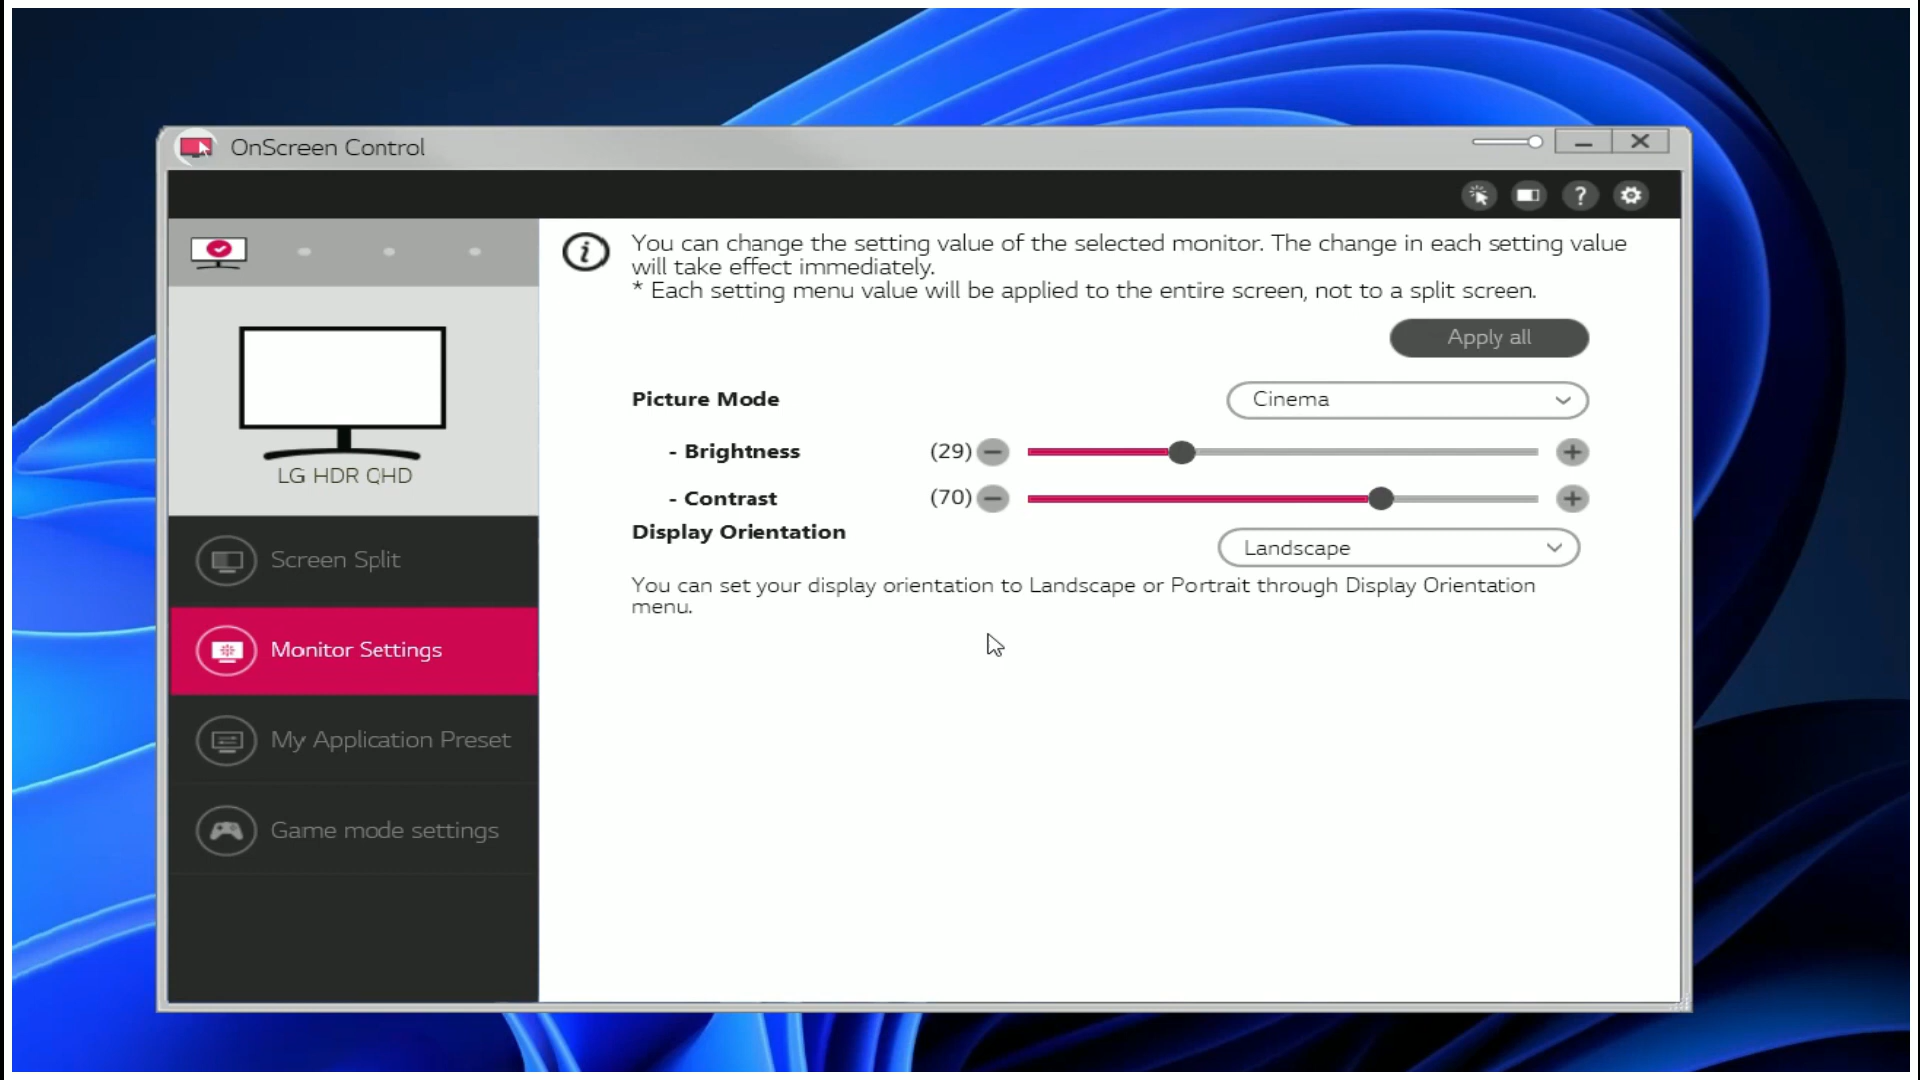 OnScreen Control
You can change the setting value of the selected monitor. The change in each setting value
will take effect immediately.
* Each setting menu value will be applied to the entire screen, not to a split screen.
Apply all
Picture Mode
Cinema
- Brightness
(29)
- Contrast
(70)
Display Orientation
Landscape
You can set your display orientation to Landscape or Portrait through Display Orientation
menu.
LG HDR QHD
Screen Split
Monitor Settings
My Application Preset
Game mode settings